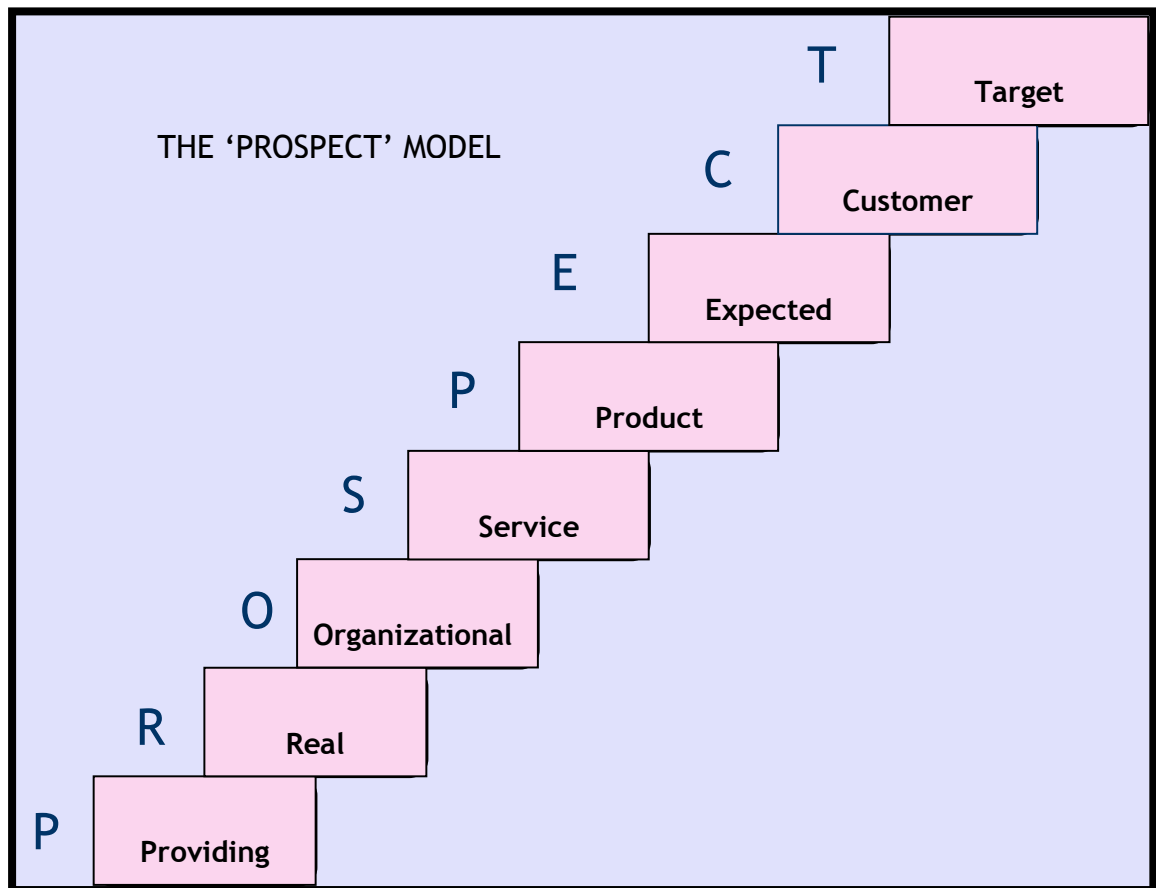 T
Target
THE ‘PROSPECT’ MODEL
C
Customer
E
Expected
P
Product
S
Service
O
Organizational
R
Real
P
Providing